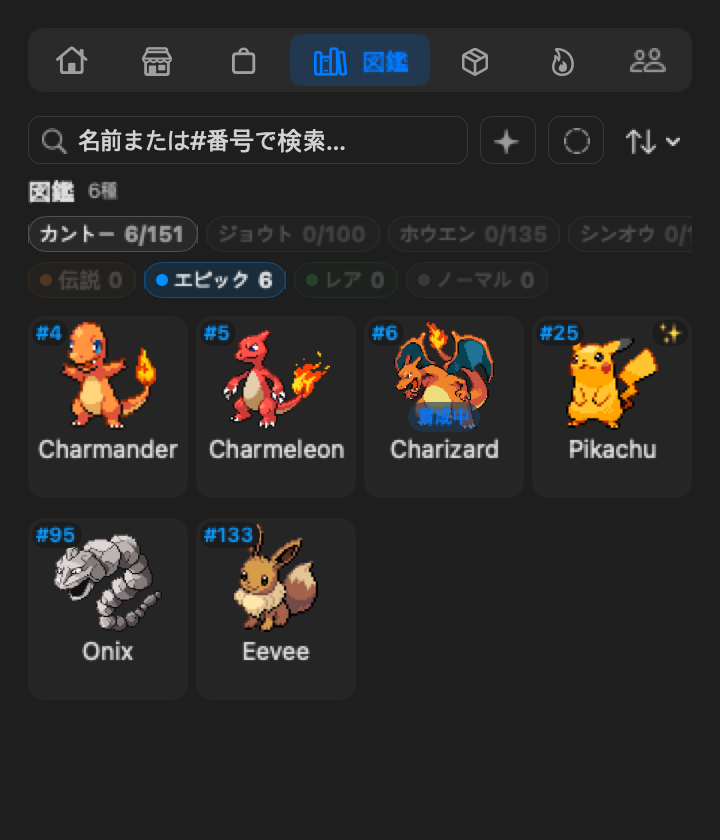 図鑑
名前または#番号で検索...
図鑑 6種
カントー 6/151 ジョウト 0/100 ホウエン 0/135 シンオウ 0/1
伝説 0 エピック 6 レア 0 ノーマル 0
#4 #5 #6 #25
育成中
Charmander Charmeleon Charizard Pikachu
#95 #133
Onix Eevee